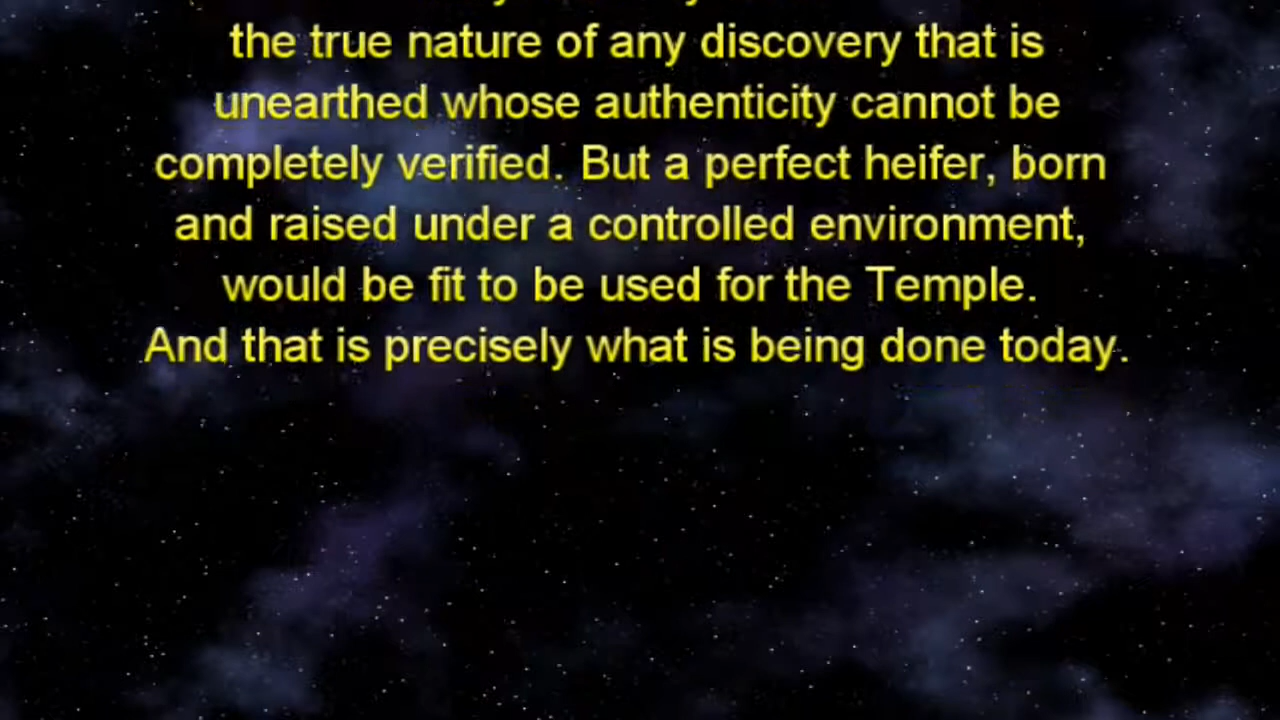 the true nature of any discovery that is
unearthed whose authenticity cannot be
completely verified. But a perfect heifer, born
and raised under a controlled environment,
would be fit to be used for the Temple.
And that is precisely what is being done today.